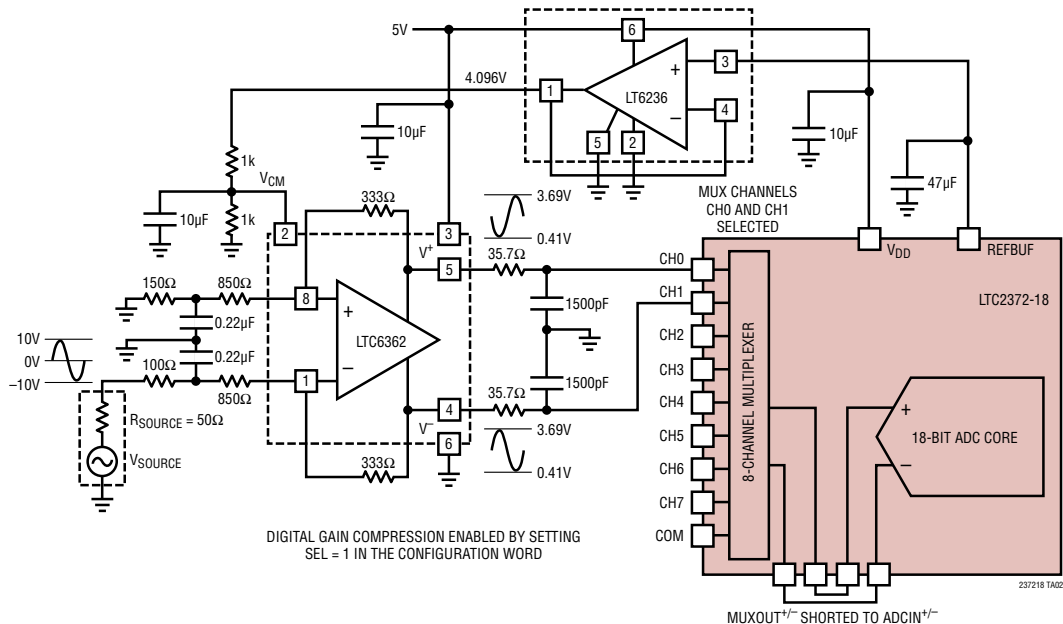 5V
6
3
4.096V
1
+
LT6236
–
4
10µF
5
2
10µF
47µF
1k
VCM
10µF
1k
333Ω
3.69V
0.41V
MUX CHANNELS
CH0 AND CH1
SELECTED
2
3
V+
5
35.7Ω
VDD
REFBUF
LTC2372-18
150Ω
850Ω
8
+
LTC6362
–
0.22µF
0.22µF
1500pF
1500pF
10V
0V
–10V
100Ω
850Ω
1
RSOURCE = 50Ω
VSOURCE
V–
4
6
35.7Ω
3.69V
0.41V
333Ω
CH0
CH1
CH2
CH3
CH4
CH5
CH6
CH7
COM
8-CHANNEL MULTIPLEXER
+
18-BIT ADC CORE
–
DIGITAL GAIN COMPRESSION ENABLED BY SETTING
SEL = 1 IN THE CONFIGURATION WORD
237218 TA02
MUXOUT+/– SHORTED TO ADCIN+/–